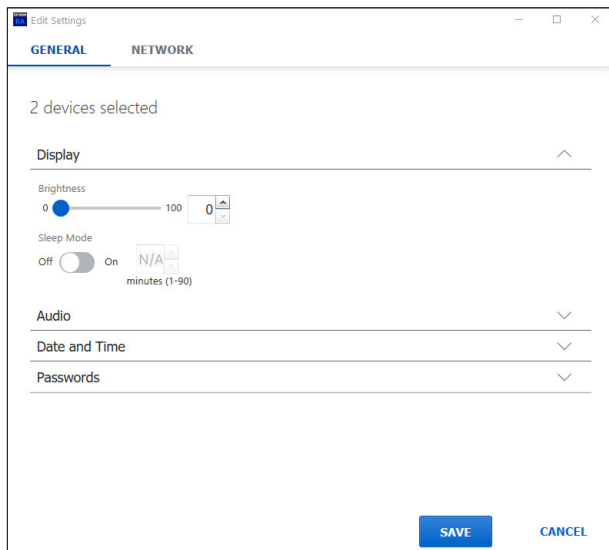 RA
Edit Settings
GENERAL NETWORK
2 devices selected
Display
Brightness
0 100 0
Sleep Mode
Off On N/A
minutes (1-90)
Audio
Date and Time
Passwords
SAVE CANCEL